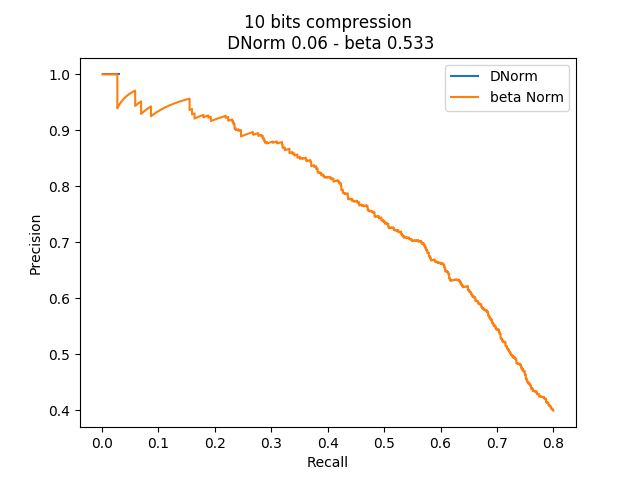 10 bits compression
DNorm 0.06 - beta 0.533
DNorm
beta Norm
1.0
0.9
0.8
0.7
0.6
0.5
0.4
Precision
0.0 0.1 0.2 0.3 0.4 0.5 0.6 0.7 0.8
Recall